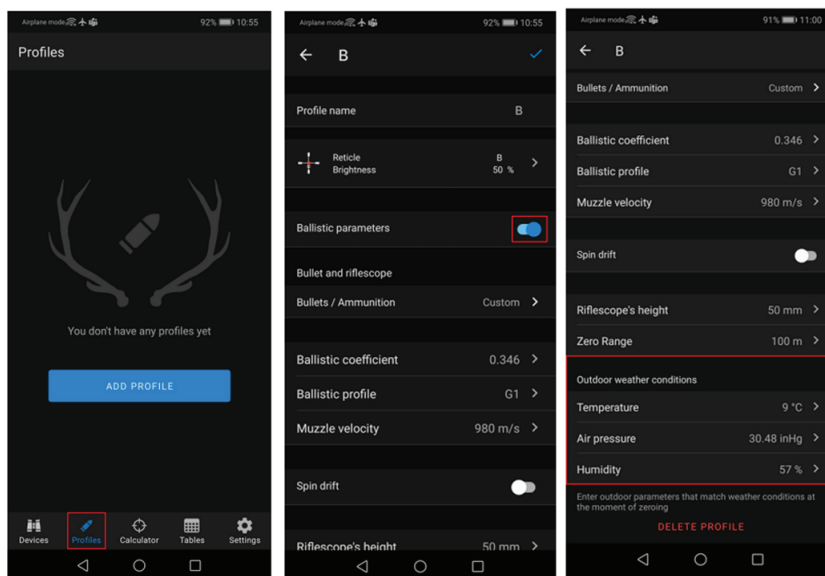 Airplane mode 92% 10:55
Profiles
You don't have any profiles yet
ADD PROFILE
Devices Profiles Calculator Tables Settings
Airplane mode 92% 10:55
B
Profile name B
Reticle B
Brightness 50 %
Ballistic parameters
Bullet and riflescope
Bullets / Ammunition Custom
Ballistic coefficient 0.346
Ballistic profile G1
Muzzle velocity 980 m/s
Spin drift
Riflescope's height 50 mm
Airplane mode 91% 11:00
B
Bullets / Ammunition Custom
Ballistic coefficient 0.346
Ballistic profile G1
Muzzle velocity 980 m/s
Spin drift
Riflescope's height 50 mm
Zero Range 100 m
Outdoor weather conditions
Temperature 9 °C
Air pressure 30.48 inHg
Humidity 57 %
Enter outdoor parameters that match weather conditions at
the moment of zeroing
DELETE PROFILE